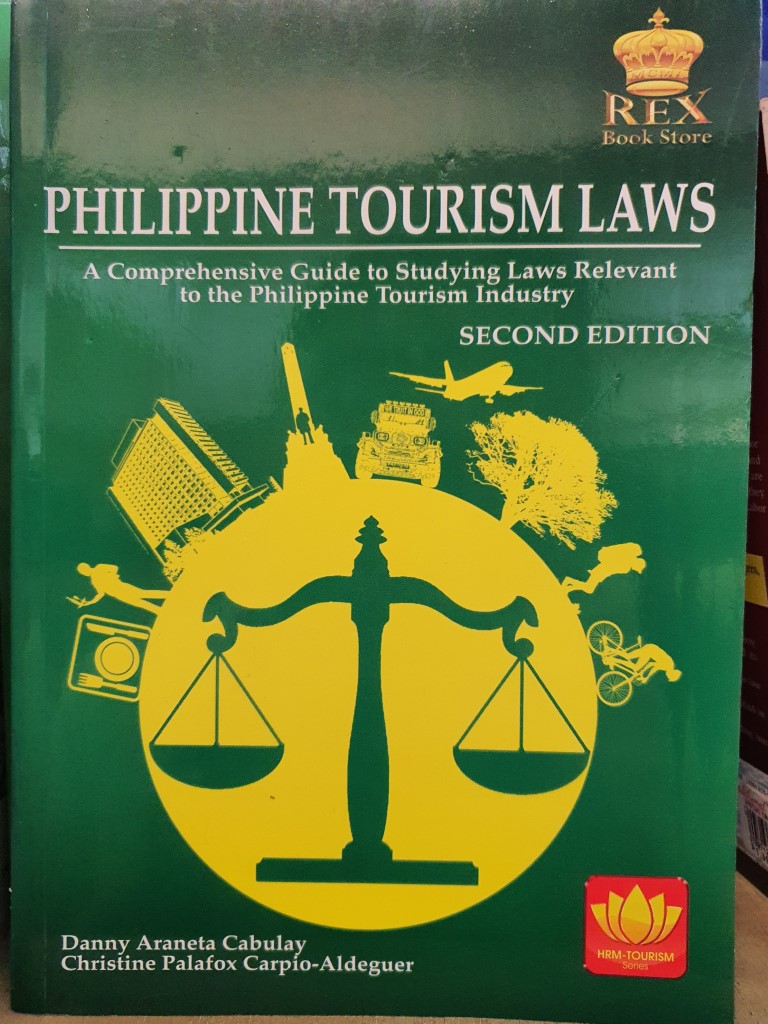 REX
Book Store
PHILIPPINE TOURISM LAWS
A Comprehensive Guide to Studying Laws Relevant
to the Philippine Tourism Industry
SECOND EDITION
Danny Araneta Cabulay
Christine Palafox Carpio-Aldeguer
HRM-TOURISM
Series